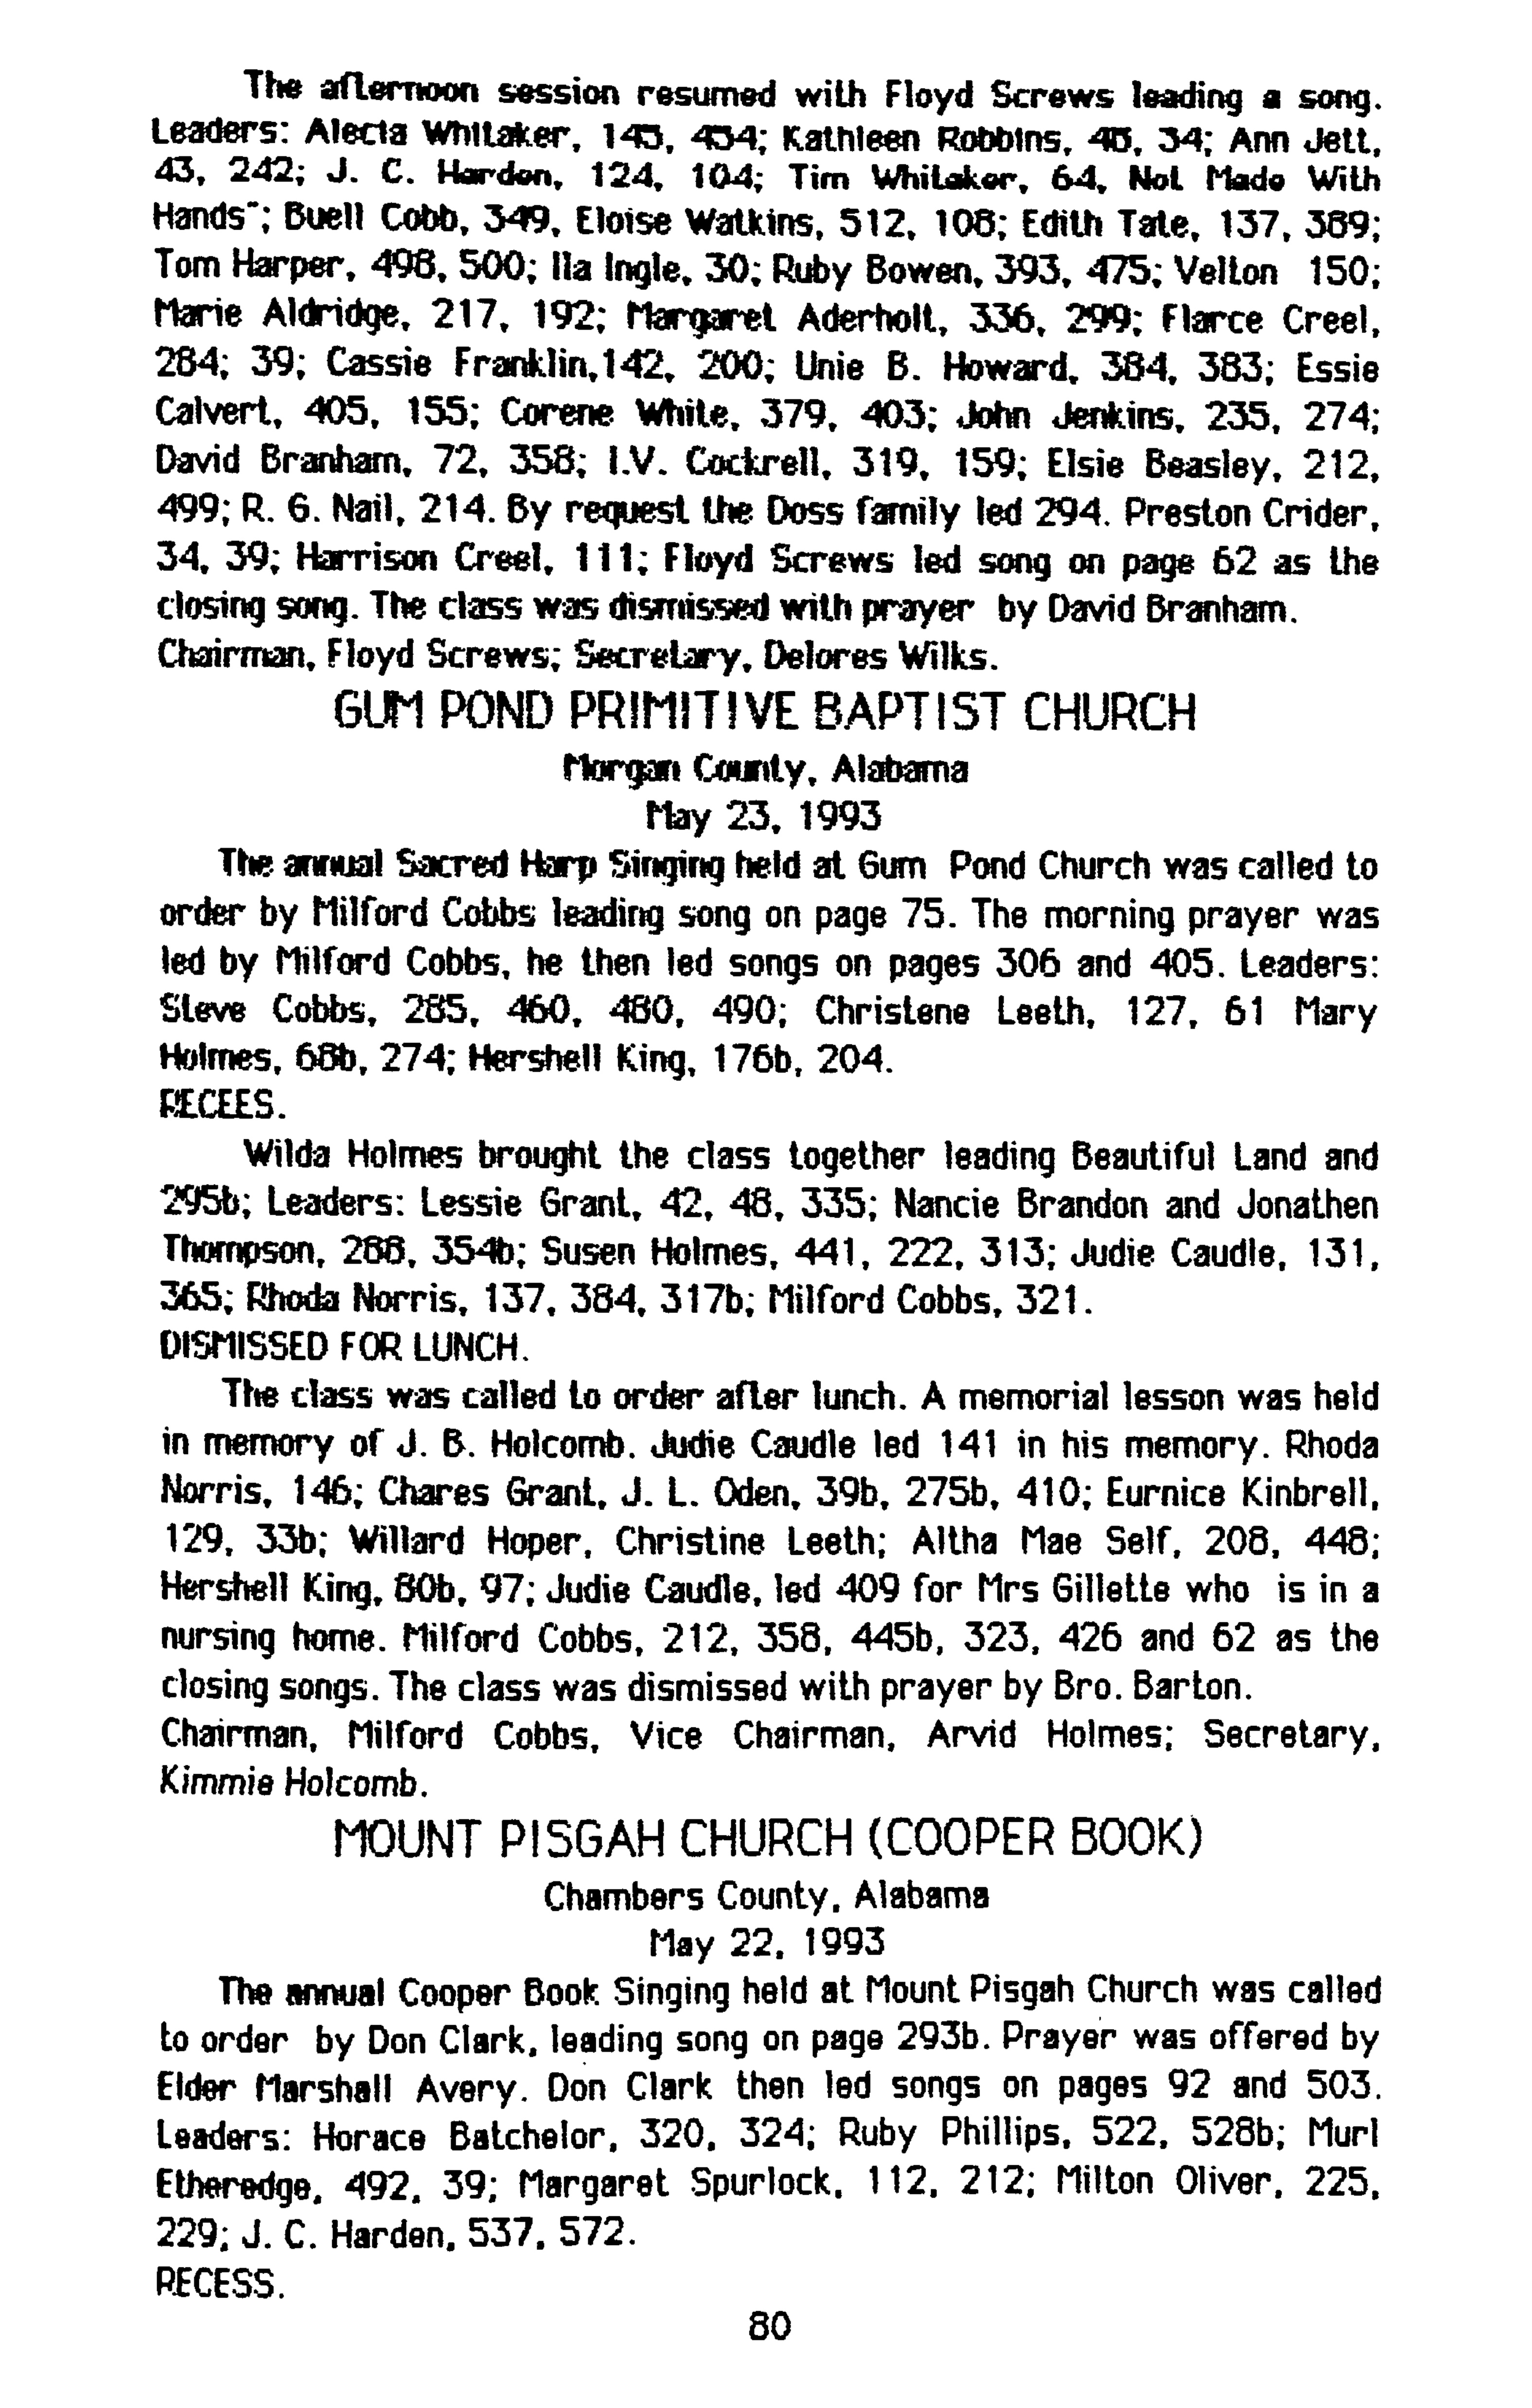 The afternoon session resumed with Floyd Screws leading a song.
Leaders: Alecta Whitaker, 143, 434; Kathleen Robbins, 45, 34; Ann Jett,
43, 242; J. C. Harden, 124, 104; Tim Whitaker, 64, Not Made With
Hands"; Buell Cobb, 349, Eloise Watkins, 512, 108; Edith Tate, 137, 389;
Tom Harper, 498, 500; Ila Ingle, 30; Ruby Bowen, 393, 475; Velton 150;
Marie Aldridge, 217, 192; Margaret Aderholt, 336, 299; Flarce Creel,
284; 39; Cassie Franklin,142, 200; Unie B. Howard, 384, 383; Essie
Calvert, 405, 155; Corene White, 379, 403; John Jenkins, 235, 274;
David Branham, 72, 358; I.V. Cockrell, 319, 159; Elsie Beasley, 212,
499; R. G. Nail, 214. By request the Doss family led 294. Preston Crider,
34, 39; Harrison Creel, 111; Floyd Screws led song on page 62 as the
closing song. The class was dismissed with prayer by David Branham.
Chairman, Floyd Screws; Secretary, Delores Wilks.
GUM POND PRIMITIVE BAPTIST CHURCH
Morgan County, Alabama
May 23, 1993
The annual Sacred Harp Singing held at Gum Pond Church was called to
order by Milford Cobbs leading song on page 75. The morning prayer was
led by Milford Cobbs, he then led songs on pages 306 and 405. Leaders:
Steve Cobbs, 285, 460, 480, 490; Christene Leeth, 127, 61 Mary
Holmes, 68b, 274; Hershell King, 176b, 204.
RECEES.
Wilda Holmes brought the class together leading Beautiful Land and
295b; Leaders: Lessie Grant, 42, 48, 335; Nancie Brandon and Jonathen
Thompson, 288, 354b; Susen Holmes, 441, 222, 313; Judie Caudle, 131,
365; Rhoda Norris, 137, 384, 317b; Milford Cobbs, 321.
DISMISSED FOR LUNCH.
The class was called to order after lunch. A memorial lesson was held
in memory of J. B. Holcomb. Judie Caudle led 141 in his memory. Rhoda
Norris, 146; Chares Grant, J. L. Oden, 39b, 275b, 410; Eurnice Kinbrell,
129, 33b; Willard Hoper, Christine Leeth; Altha Mae Self, 208, 448;
Hershell King, 80b, 97; Judie Caudle, led 409 for Mrs Gillette who is in a
nursing home. Milford Cobbs, 212, 358, 445b, 323, 426 and 62 as the
closing songs. The class was dismissed with prayer by Bro. Barton.
Chairman, Milford Cobbs, Vice Chairman, Arvid Holmes; Secretary,
Kimmie Holcomb.
MOUNT PISGAH CHURCH (COOPER BOOK)
Chambers County, Alabama
May 22, 1993
The annual Cooper Book Singing held at Mount Pisgah Church was called
to order by Don Clark, leading song on page 293b. Prayer was offered by
Elder Marshall Avery. Don Clark then led songs on pages 92 and 503.
Leaders: Horace Batchelor, 320, 324; Ruby Phillips, 522, 528b; Murl
Etheredge, 492, 39; Margaret Spurlock, 112, 212; Milton Oliver, 225,
229; J. C. Harden, 537, 572.
RECESS.
80